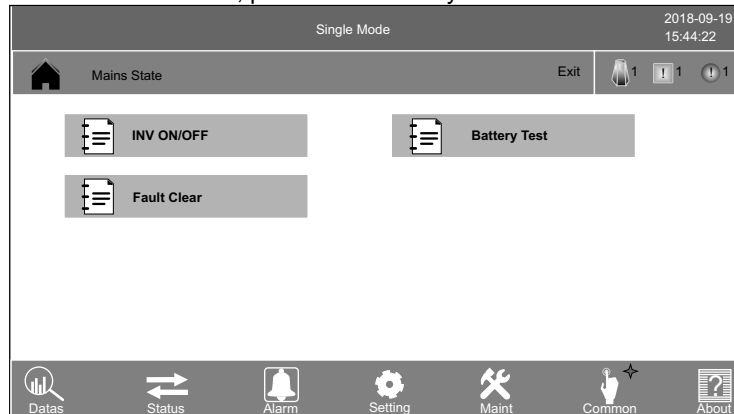 Single Mode
2018-09-19
15:44:22
Mains State
Exit
1
! 1
! 1
INV ON/OFF
Battery Test
Fault Clear
Datas
Status
Alarm
Setting
Maint
Common
?
About